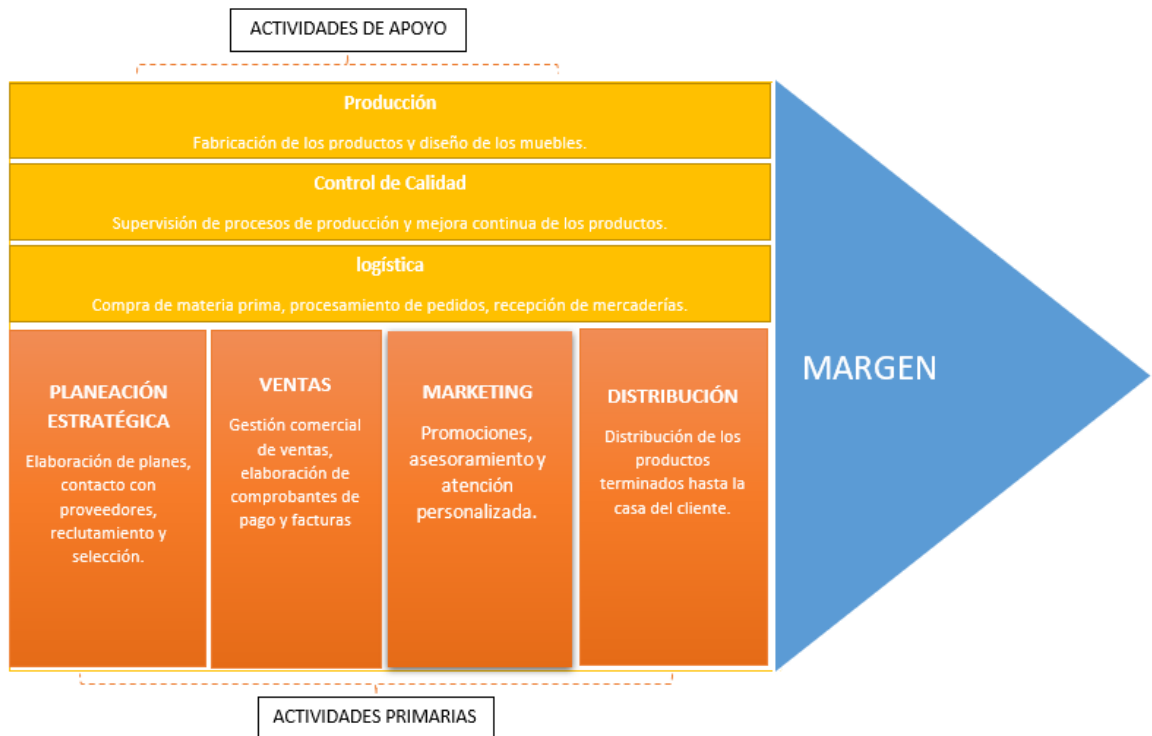 ACTIVIDADES DE APOYO
Producción
Fabricación de los productos y diseño de los muebles.
Control de Calidad
Supervisión de procesos de producción y mejora continua de los productos.
logística
Compra de materia prima, procesamiento de pedidos, recepción de mercaderías.
PLANEACIÓN
ESTRATÉGICA
Elaboración de planes,
contacto con
proveedores,
reclutamiento y
selección.
VENTAS
Gestión comercial
de ventas,
elaboración de
comprobantes de
pago y facturas
MARKETING
Promociones,
asesoramiento y
atención
personalizada.
DISTRIBUCIÓN
Distribución de los
productos
terminados hasta la
casa del cliente.
MARGEN
ACTIVIDADES PRIMARIAS